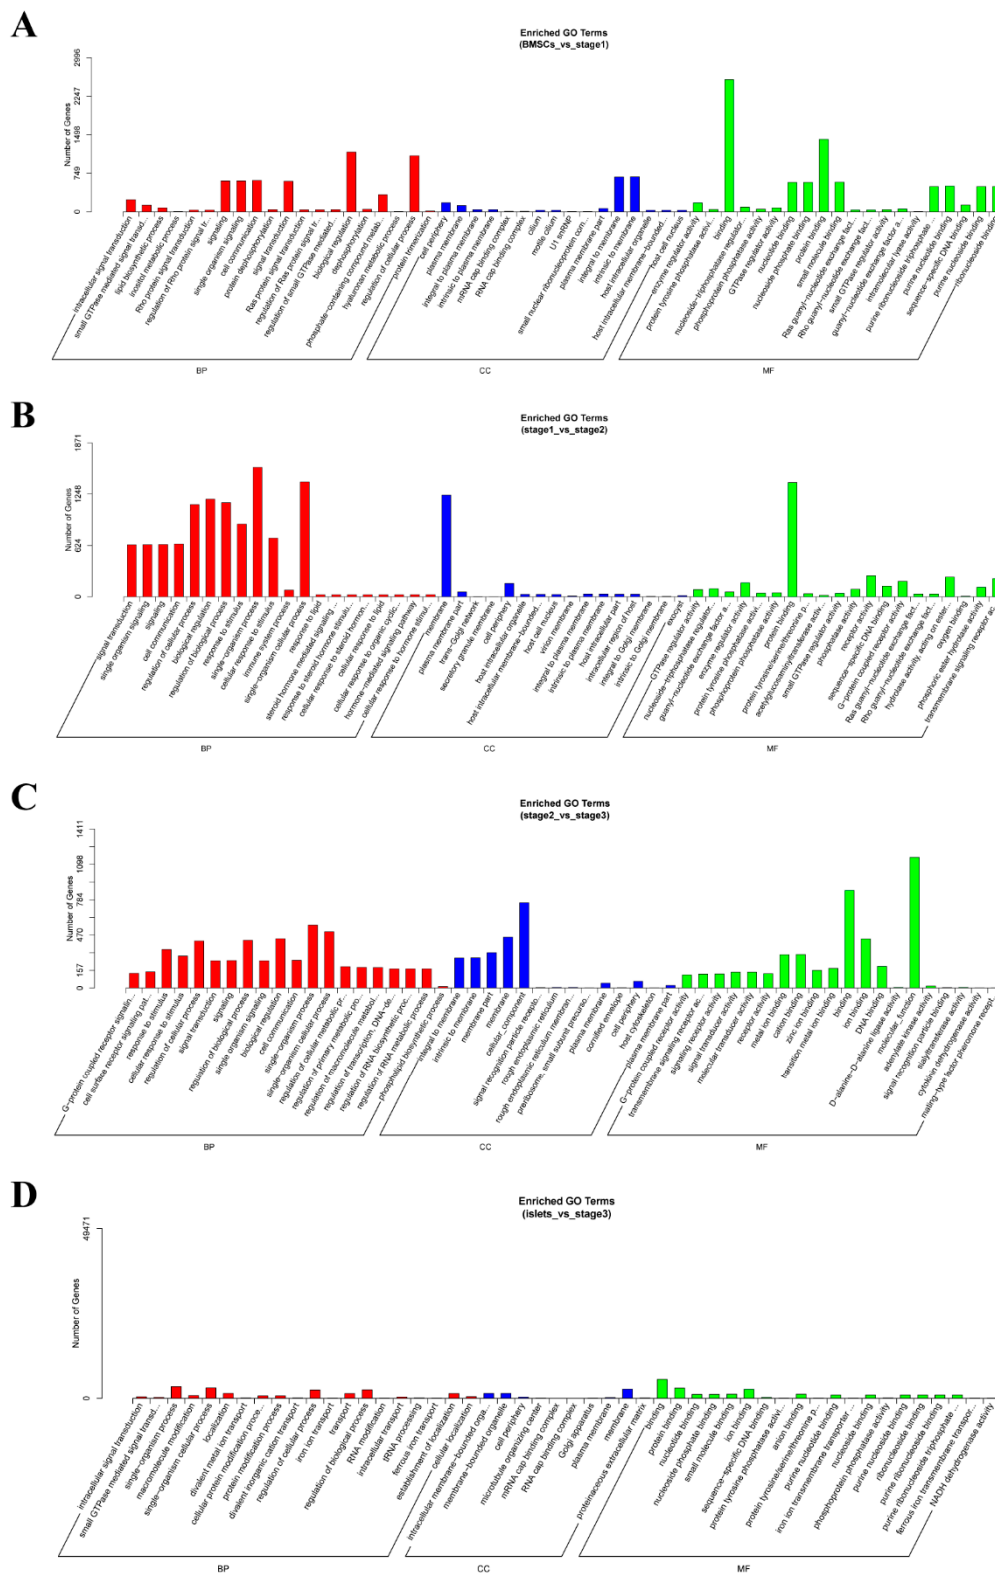 A
Enriched GO Terms
(BMSCs_vs_stage1)
Number of Genes
2996
2247
1498
749
0
intracellular signal transduction
small GTPase mediated signal transd...
lipid biosynthetic process
inositol metabolic process
Rho protein signal transduction
regulation of Rho protein signal tr...
signaling
single organism signaling
cell communication
protein dephosphorylation
signal transduction
Ras protein signal transduction
regulation of Ras protein signal tr...
regulation of small GTPase mediated...
biological regulation
dephosphorylation
phosphate-containing compound metab...
hyaluronan metabolic process
regulation of cellular process
protein tetramerization
cell periphery
plasma membrane
integral to plasma membrane
intrinsic to plasma membrane
mRNA cap binding complex
RNA cap binding complex
cilium
motile cilium
U1 snRNP
small nuclear ribonucleoprotein com...
plasma membrane part
integral to membrane
intrinsic to membrane
host intracellular organelle
host intracellular membrane-bounded...
host cell nucleus
enzyme regulator activity
protein tyrosine phosphatase activi...
binding
nucleoside-triphosphatase regulator...
phosphoprotein phosphatase activity
GTPase regulator activity
nucleotide binding
nucleoside phosphate binding
protein binding
small molecule binding
Ras guanyl-nucleotide exchange fact...
Rho guanyl-nucleotide exchange fact...
small GTPase regulator activity
guanyl-nucleotide exchange factor a...
intramolecular lyase activity
purine ribonucleoside triphosphate ...
purine nucleotide binding
sequence-specific DNA binding
purine nucleoside binding
ribonucleoside binding
BP
CC
MF
B
Enriched GO Terms
(stage1_vs_stage2)
Number of Genes
1871
1248
624
0
signal transduction
single organism signaling
signaling
cell communication
regulation of cellular process
biological regulation
regulation of biological process
response to stimulus
single-organism process
cellular response to stimulus
immune system process
single-organism cellular process
response to lipid
steroid hormone mediated signaling ...
response to steroid hormone stimulu...
cellular response to steroid hormon...
cellular response to lipid
cellular response to organic cyclic...
hormone-mediated signaling pathway
cellular response to hormone stimul...
membrane
plasma membrane part
trans-Golgi network
secretory granule membrane
cell periphery
host intracellular organelle
host intracellular membrane-bounded...
host cell nucleus
virion membrane
integral to plasma membrane
intrinsic to plasma membrane
host intracellular part
intracellular region of host
integral to Golgi membrane
intrinsic to Golgi membrane
exocyst
GTPase regulator activity
nucleoside-triphosphatase regulator...
guanyl-nucleotide exchange factor a...
enzyme regulator activity
protein tyrosine phosphatase activi...
phosphoprotein phosphatase activity
protein binding
protein tyrosine/serine/threonine p...
acetylglucosaminyltransferase activ...
small GTPase regulator activity
phosphatase activity
receptor activity
sequence-specific DNA binding
G-protein coupled receptor activity
Ras guanyl-nucleotide exchange fact...
Rho guanyl-nucleotide exchange fact...
hydrolase activity, acting on ester...
oxygen binding
phosphoric ester hydrolase activity
transmembrane signaling receptor ac
BP
CC
MF
C
Enriched GO Terms
(stage2_vs_stage3)
Number of Genes
1411
1098
784
470
157
0
G-protein coupled receptor signalin...
cell surface receptor signaling pat...
response to stimulus
cellular response to stimulus
regulation of cellular process
signal transduction
signaling
regulation of biological process
single organism signaling
biological regulation
cell communication
single-organism process
single-organism cellular process
regulation of cellular metabolic pr...
regulation of primary metabolic pro...
regulation of macromolecule metabol...
regulation of transcription, DNA-de...
regulation of RNA biosynthetic proc...
regulation of RNA metabolic process
phospholipid biosynthetic process
integral to membrane
intrinsic to membrane
membrane part
membrane
cellular_component
signal recognition particle recepto...
rough endoplasmic reticulum
rough endoplasmic reticulum membran...
preribosome, small subunit precurso...
plasma membrane
cornified envelope
cell periphery
host cytoskeleton
plasma membrane part
G-protein coupled receptor activity
transmembrane signaling receptor ac...
signaling receptor activity
signal transducer activity
molecular transducer activity
receptor activity
metal ion binding
cation binding
zinc ion binding
transition metal ion binding
binding
ion binding
DNA binding
D-alanine-D-alanine ligase activity
molecular_function
adenylate kinase activity
signal recognition particle binding
sialyltransferase activity
cytokinin dehydrogenase activity
mating-type factor pheromone recept...
BP
CC
MF
D
Enriched GO Terms
(islets_vs_stage3)
Number of Genes
49471
0
intracellular signal transduction
small GTPase mediated signal transd...
single-organism process
macromolecule modification
single-organism cellular process
localization
divalent metal ion transport
cellular protein modification proce...
protein modification process
divalent inorganic cation transport
regulation of cellular process
iron ion transport
transport
regulation of biological process
RNA modification
intracellular transport
tRNA processing
ferrous iron transport
establishment of localization
cellular localization
intracellular membrane-bounded orga...
membrane-bounded organelle
cell periphery
microtubule organizing center
mRNA cap binding complex
RNA cap binding complex
Golgi apparatus
plasma membrane
membrane
proteinaceous extracellular matrix
binding
protein binding
nucleotide binding
nucleoside phosphate binding
small molecule binding
ion binding
sequence-specific DNA binding
protein tyrosine phosphatase activi...
anion binding
protein tyrosine/serine/threonine p...
purine nucleotide binding
iron ion transmembrane transporter ...
nucleoside binding
phosphoprotein phosphatase activity
purine nucleoside binding
ribonucleotide binding
purine ribonucleotide binding
purine ribonucleoside triphosphate ...
ferrous iron transmembrane transpor...
NADH dehydrogenase activity
BP
CC
MF